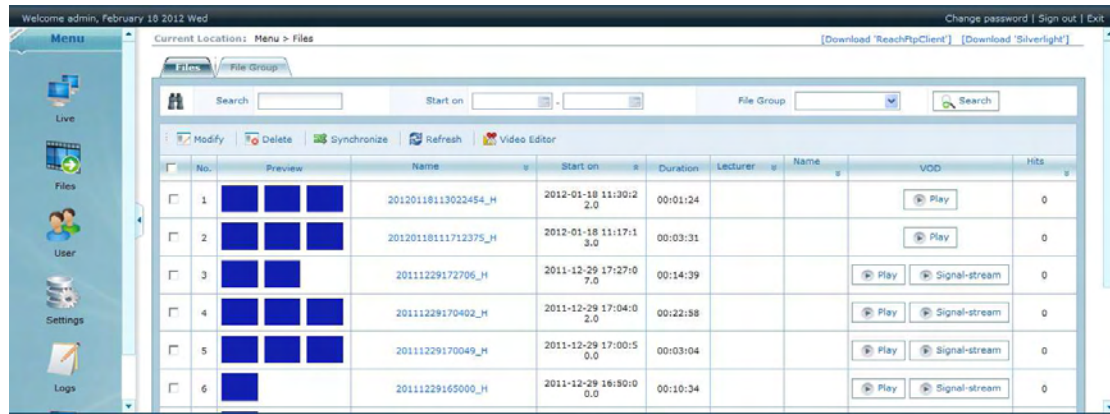 Welcome admin, February 18 2012 Wed
Change password | Sign out | Exit
Menu
Current Location: Menu > Files
[Download 'ReachFtpClient'] [Download 'Silverlight']
Files
File Group
Search
Start on
-
File Group
Search
Modify
Delete
Synchronize
Refresh
Video Editor
No. Preview Name Start on Duration Lecturer Name VOD Hits
1 20120118113022454_H 2012-01-18 11:30:2
2.0 00:01:24 Play 0
2 20120118111712375_H 2012-01-18 11:17:1
3.0 00:03:31 Play 0
3 20111229172706_H 2011-12-29 17:27:0
7.0 00:14:39 Play Signal-stream 0
4 20111229170402_H 2011-12-29 17:04:0
2.0 00:22:58 Play Signal-stream 0
5 20111229170049_H 2011-12-29 17:00:5
0.0 00:03:04 Play Signal-stream 0
6 20111229165000_H 2011-12-29 16:50:0
0.0 00:10:34 Play Signal-stream 0
Live
Files
User
Settings
Logs